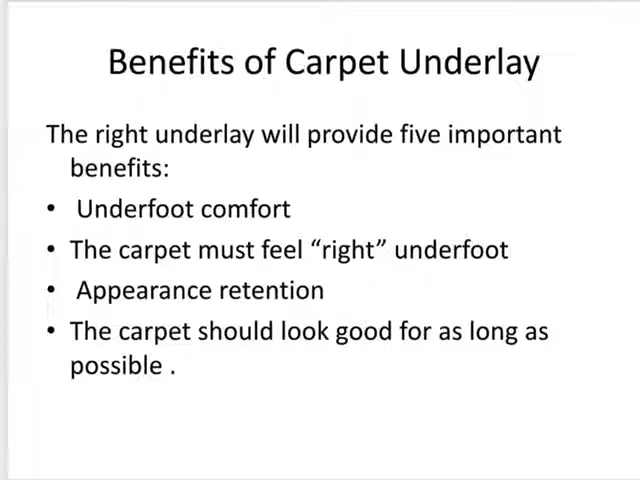 Benefits of Carpet Underlay
The right underlay will provide five important
benefits:
• Underfoot comfort
• The carpet must feel “right” underfoot
• Appearance retention
• The carpet should look good for as long as
possible .